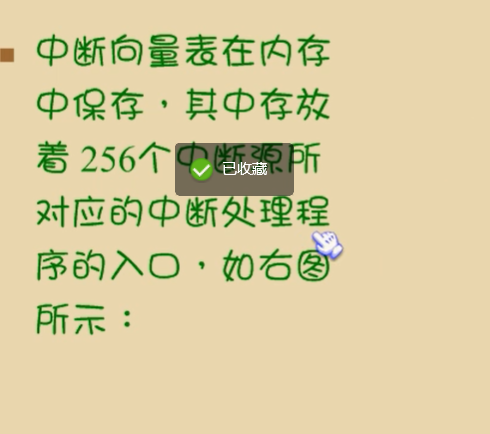 中断向量表在内存
中保存，其中存放
着 256个中断源所
已收藏
对应的中断处理程
序的入口，如右图
所示：